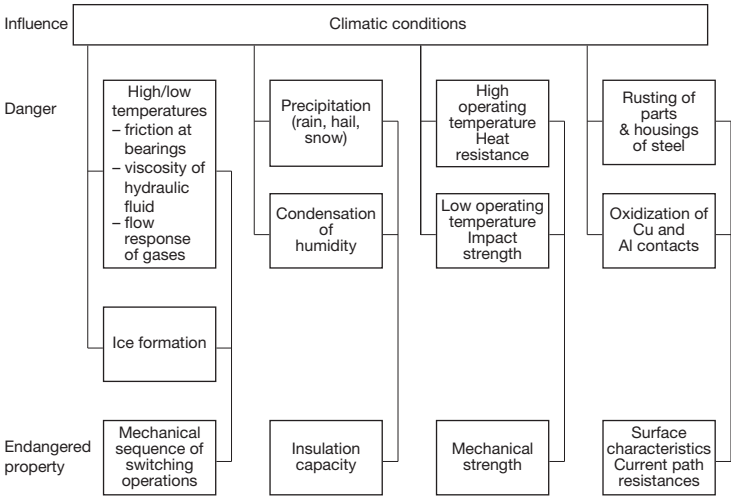 Influence
Climatic conditions
Danger
High/low
temperatures
– friction at
bearings
– viscosity of
hydraulic
fluid
– flow
response
of gases
Ice formation
Precipitation
(rain, hail,
snow)
Condensation
of
humidity
High
operating
temperature
Heat
resistance
Low operating
temperature
Impact
strength
Rusting of
parts
& housings
of steel
Oxidization of
Cu and
Al contacts
Endangered
property
Mechanical
sequence of
switching
operations
Insulation
capacity
Mechanical
strength
Surface
characteristics
Current path
resistances